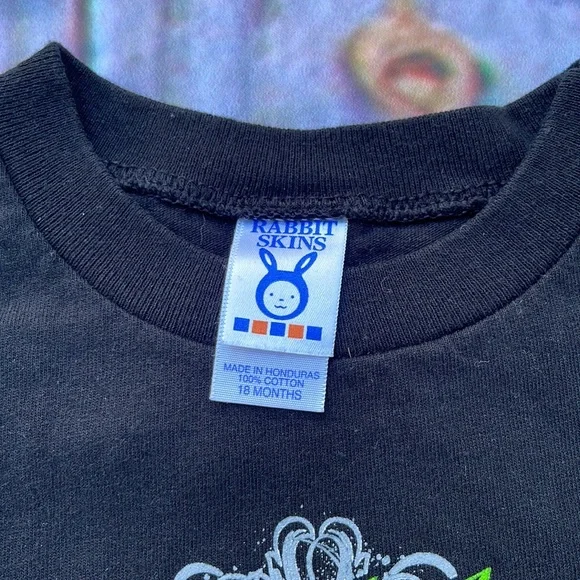 RABBIT
SKINS
MADE IN HONDURAS
100% COTTON
18 MONTHS